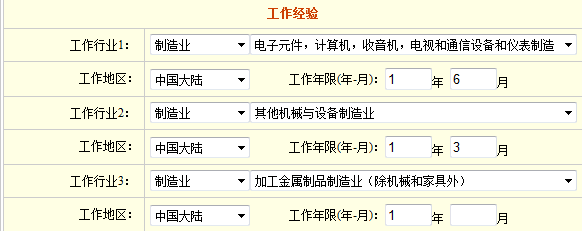 工作经验
工作行业1： 制造业 电子元件，计算机，收音机，电视和通信设备和仪表制造
工作地区： 中国大陆 工作年限(年-月)： 1 年 6 月
工作行业2： 制造业 其他机械与设备制造业
工作地区： 中国大陆 工作年限(年-月)： 1 年 3 月
工作行业3： 制造业 加工金属制品制造业（除机械和家具外）
工作地区： 中国大陆 工作年限(年-月)： 1 年 月